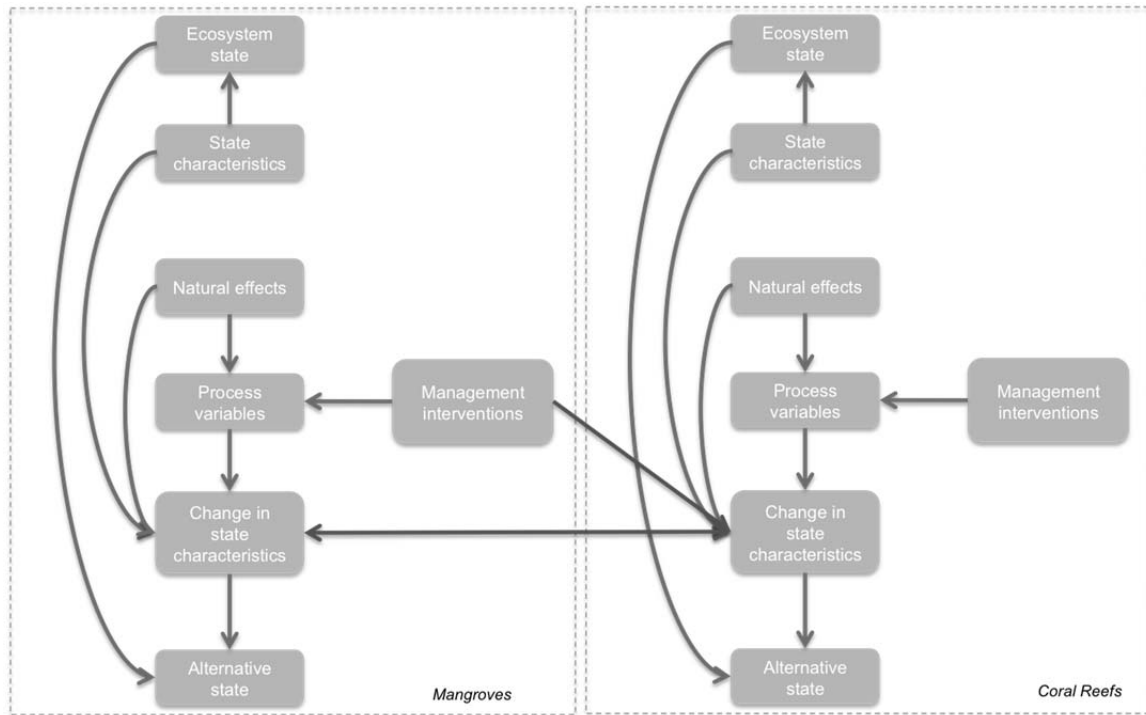 Ecosystem
state
State
characteristics
Natural effects
Process
variables
Management
interventions
Change in
state
characteristics
Alternative
state
Mangroves
Ecosystem
state
State
characteristics
Natural effects
Process
variables
Management
interventions
Change in
state
characteristics
Alternative
state
Coral Reefs